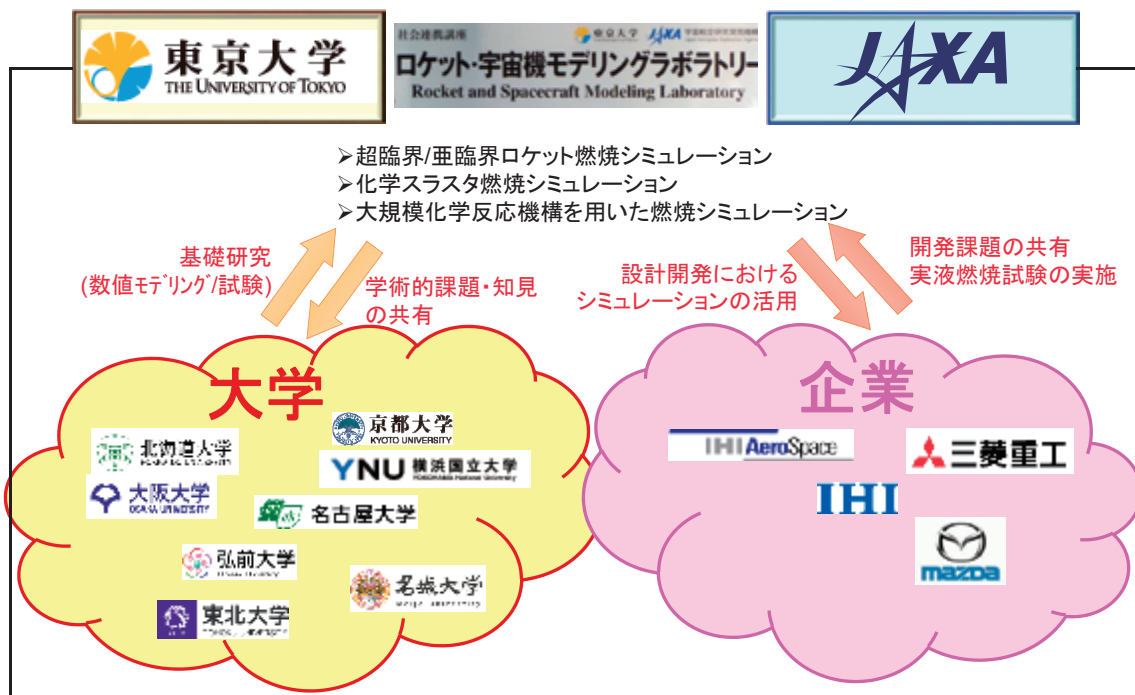 東京大学
THE UNIVERSITY OF TOKYO
社会連携講座
東京大学 JAXA
ロケット・宇宙機モデリングラボラトリー
Rocket and Spacecraft Modeling Laboratory
JAXA
➢超臨界/亜臨界ロケット燃焼シミュレーション
➢化学スラスタ燃焼シミュレーション
➢大規模化学反応機構を用いた燃焼シミュレーション
基礎研究
(数値ﾓﾃﾞﾘﾝｸﾞ/試験)
学術的課題・知見
の共有
設計開発における
シミュレーションの活用
開発課題の共有
実液燃焼試験の実施
大学
京都大学
KYOTO UNIVERSITY
北海道大学
HOKKAIDO UNIVERSITY
YNU 横浜国立大学
YOKOHAMA National University
大阪大学
OSAKA UNIVERSITY
名古屋大学
弘前大学
名城大学
Meijo University
東北大学
TOHOKU UNIVERSITY
企業
IHI AeroSpace
三菱重工
IHI
mazda